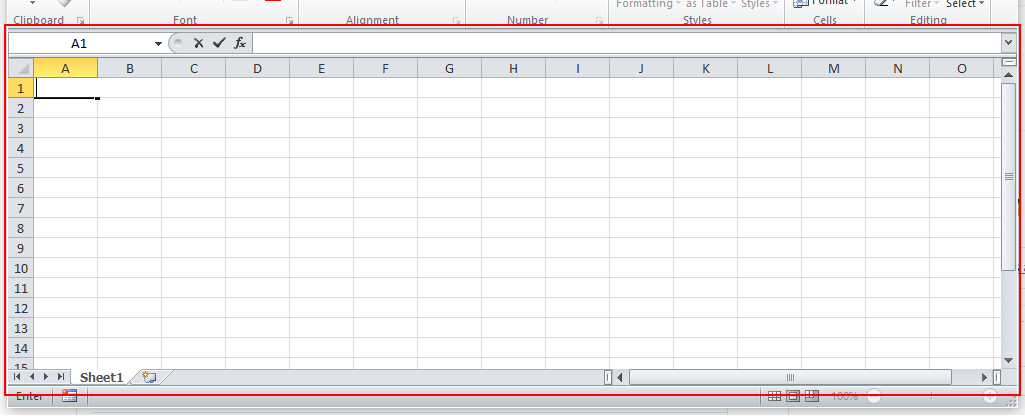 Formatting as Table Styles Format Filter Select
Clipboard Font Alignment Number Styles Cells Editing
A1 fx
A B C D E F G H I J K L M N O
1
2
3
4
5
6
7
8
9
10
11
12
13
14
15
Sheet1
Enter 100%